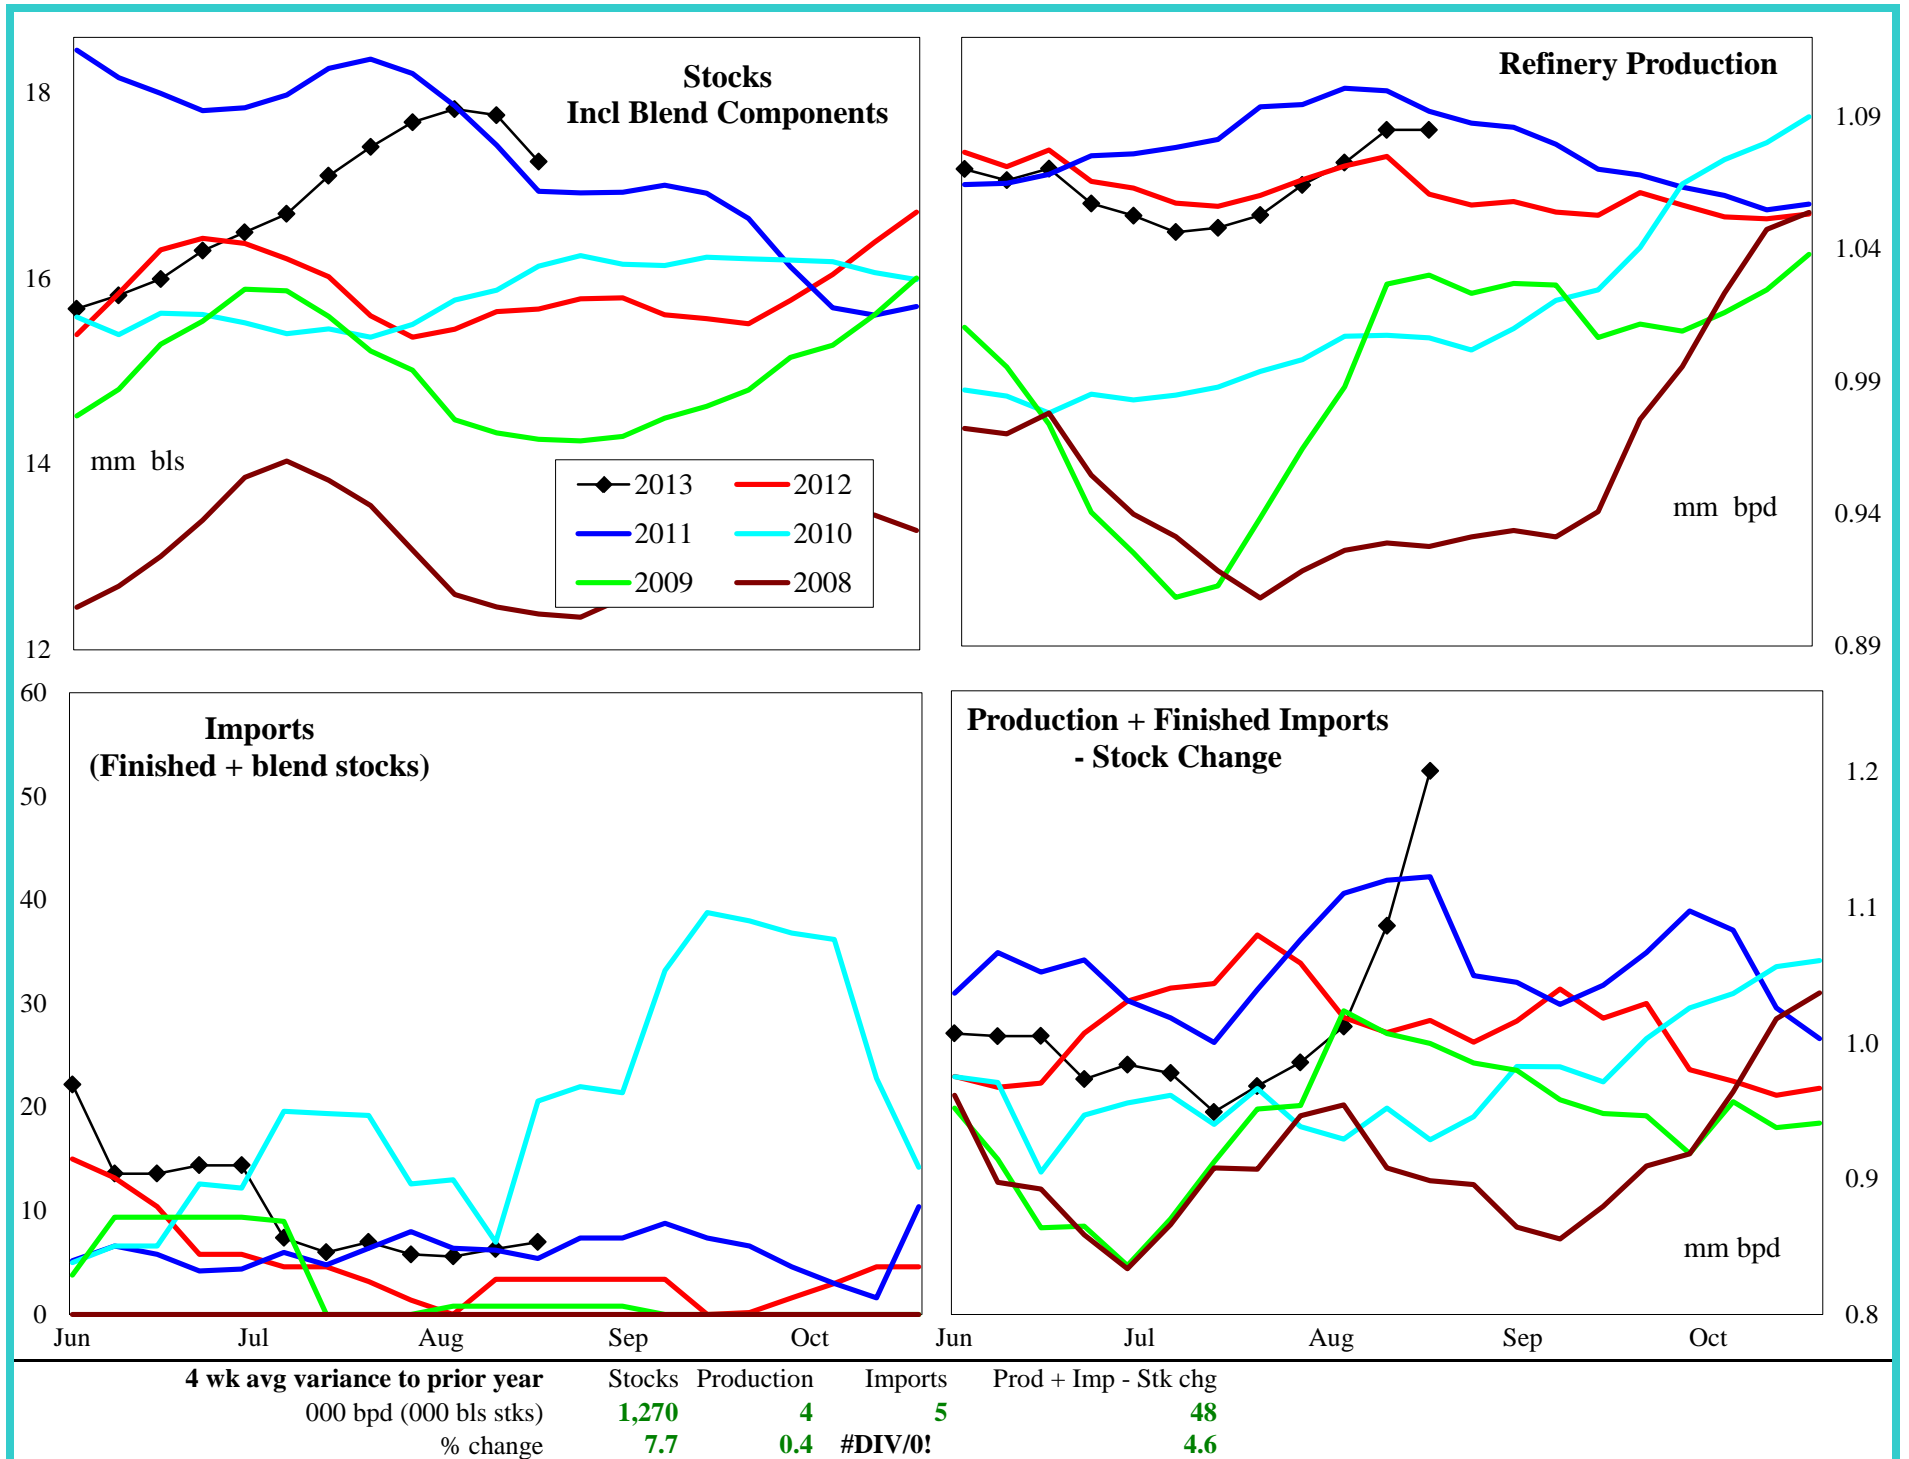 Stocks
Incl Blend Components
18
16
14
12
mm bls
2013 2012
2011 2010
2009 2008
Refinery Production
1.09
1.04
0.99
0.94
0.89
mm bpd
Imports
(Finished + blend stocks)
60
50
40
30
20
10
0
Jun Jul Aug Sep Oct
Production + Finished Imports
- Stock Change
1.2
1.1
1.0
0.9
0.8
mm bpd
Jun Jul Aug Sep Oct
4 wk avg variance to prior year Stocks Production Imports Prod + Imp - Stk chg
000 bpd (000 bls stks) 1,270 4 5 48
% change 7.7 0.4 #DIV/0! 4.6